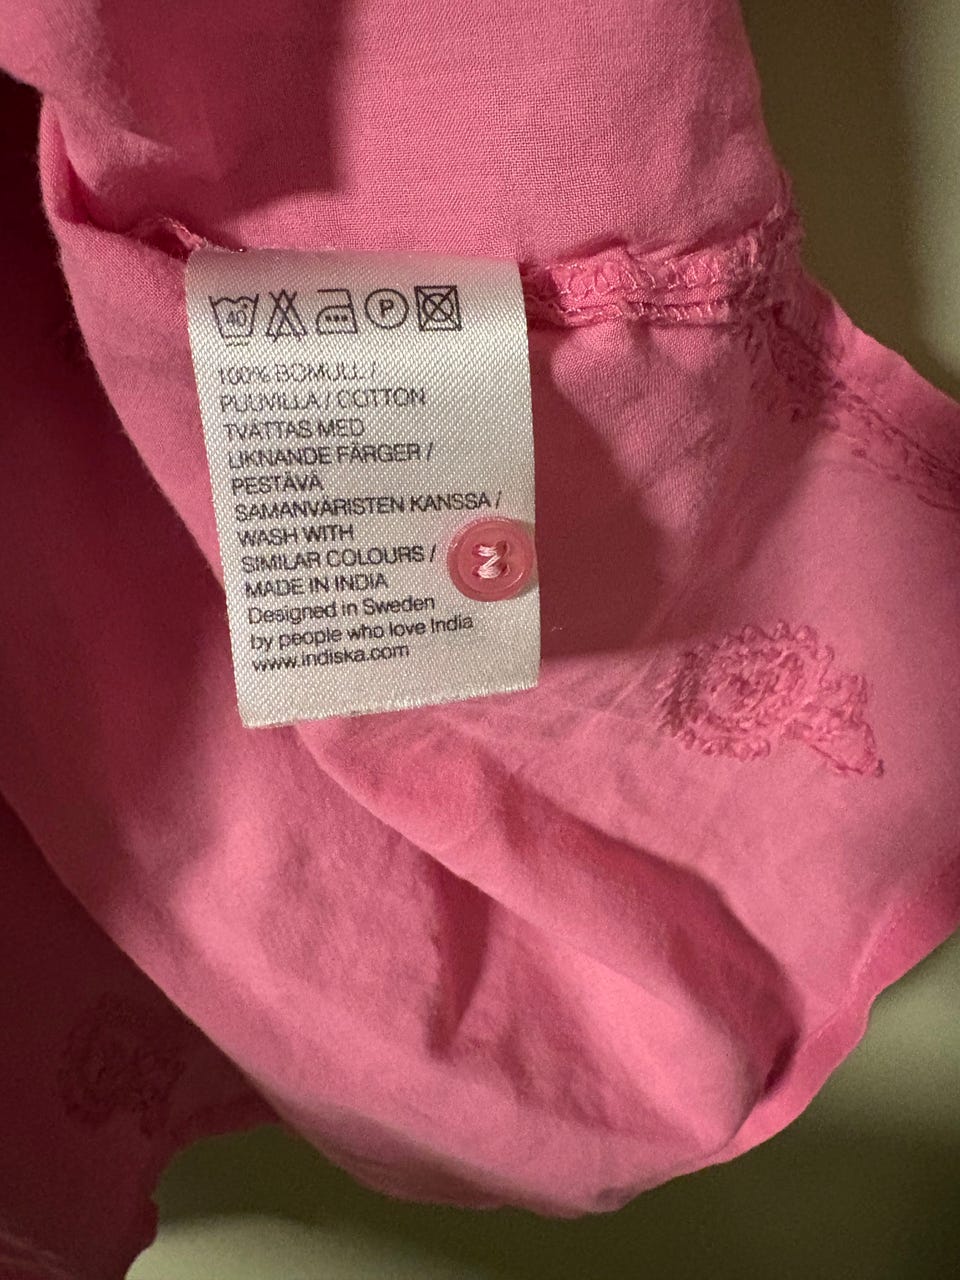 40° P
100% BOMULL /
PUUVILLA / COTTON
TVÄTTAS MED
LIKNANDE FÄRGER /
PESTÄVÄ
SAMANVÄRISTEN KANSSA /
WASH WITH
SIMILAR COLOURS /
MADE IN INDIA
Designed in Sweden
by people who love India
www.indiska.com